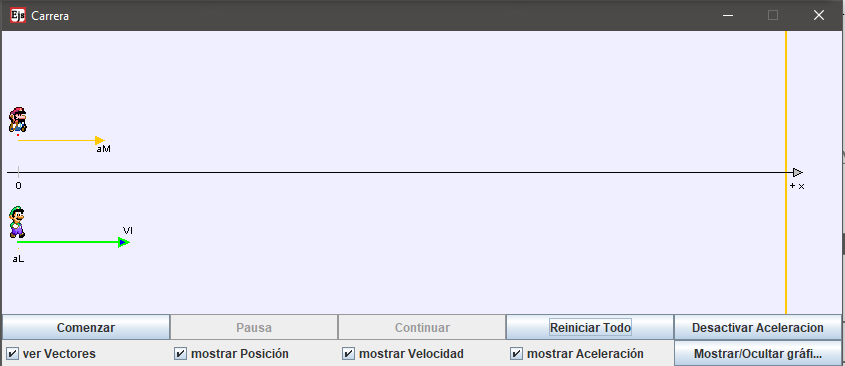 Ejs Carrera
aM
0
+ x
Vl
aL
Comenzar Pausa Continuar Reiniciar Todo Desactivar Aceleracion
ver Vectores mostrar Posición mostrar Velocidad mostrar Aceleración Mostrar/Ocultar gráfi...